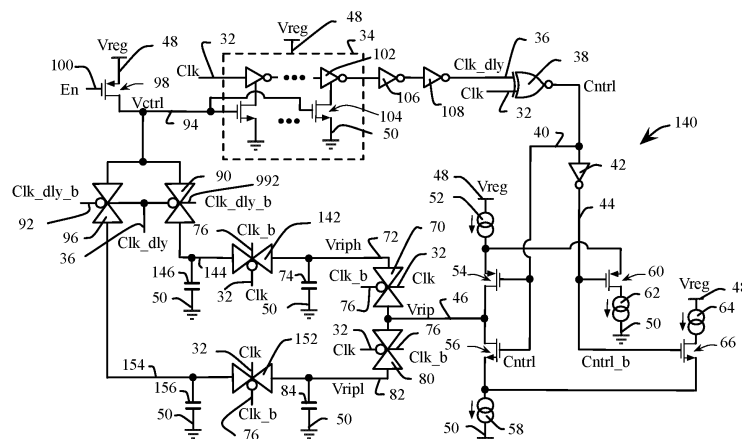 Vreg 48
Vreg 48
32 34
102
Clk
100
En
98
Vctrl
94
106
108
Clk_dly 36
Clk 32
38
Cntrl
104
50
40
140
42
44
Clk_dly_b
92
96
36
Clk_dly
90
992
Clk_dly_b
76
Clk_b
142
146
144
50
32
Clk
74
50
Vriph 72
70
32
Clk_b
76
Clk
48
Vreg
52
54
60
62
50
Vreg 48
64
66
Vrip 46
56
Cntrl
Cntrl_b
32
Clk
76
Clk_b
80
154
156
50
32
Clk
152
Clk_b
76
84
50
Vripl 82
50
58